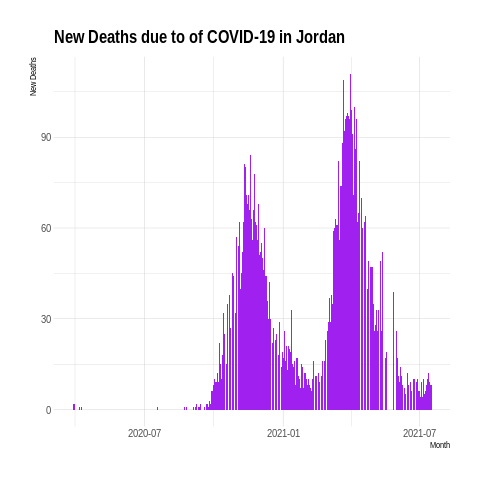 New Deaths due to of COVID-19 in Jordan
New Deaths
90
60
30
0
2020-07
2021-01
2021-07
Month